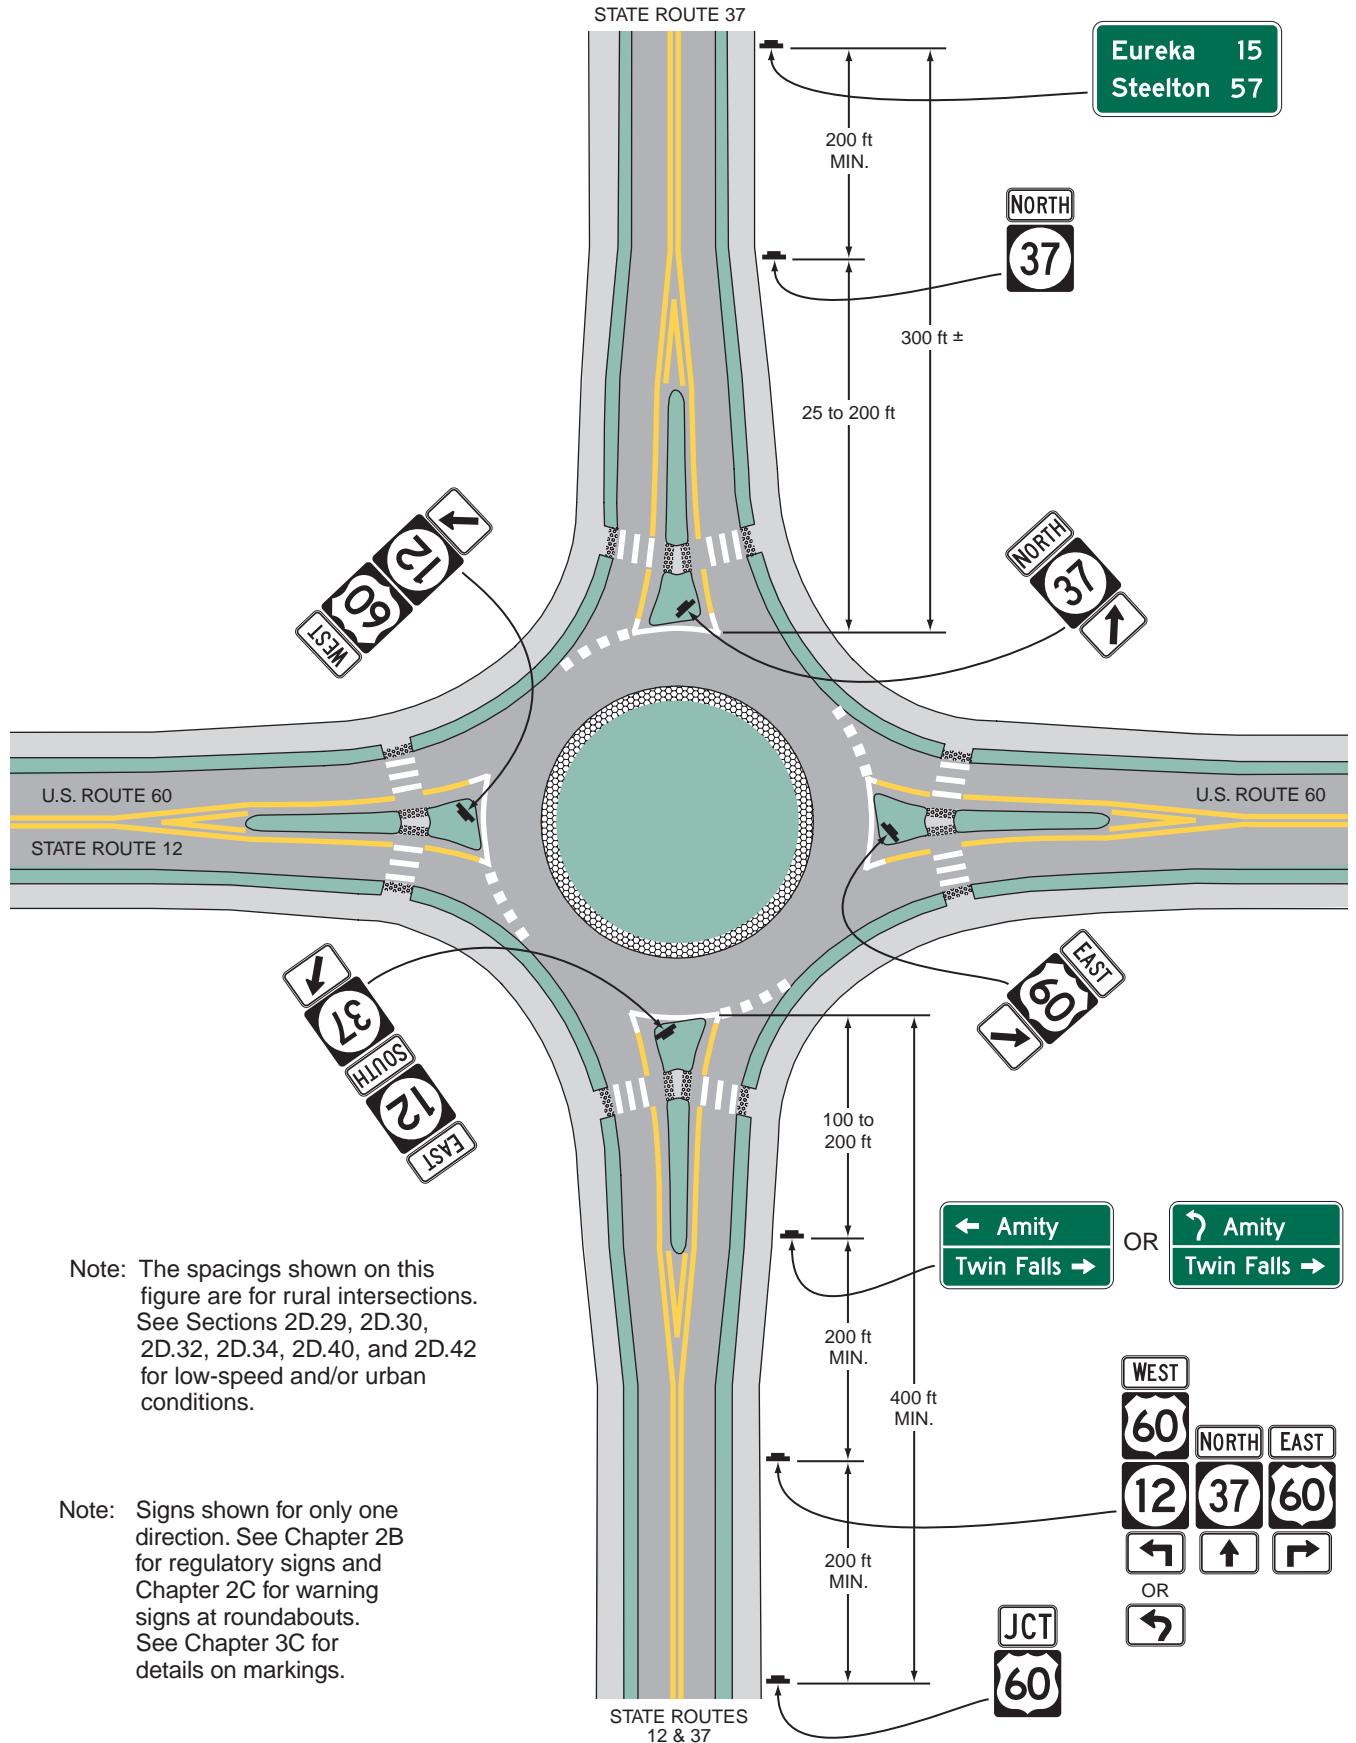 STATE ROUTE 37
Eureka 15
Steelton 57
200 ft
MIN.
NORTH
37
300 ft ±
25 to 200 ft
12
60
WEST
NORTH
37
U.S. ROUTE 60
STATE ROUTE 12
U.S. ROUTE 60
37
SOUTH
12
EAST
EAST
60
100 to
200 ft
Amity
Twin Falls
OR
Amity
Twin Falls
Note: The spacings shown on this
figure are for rural intersections.
See Sections 2D.29, 2D.30,
2D.32, 2D.34, 2D.40, and 2D.42
for low-speed and/or urban
conditions.
200 ft
MIN.
400 ft
MIN.
WEST
60
12
NORTH
37
EAST
60
OR
Note: Signs shown for only one
direction. See Chapter 2B
for regulatory signs and
Chapter 2C for warning
signs at roundabouts.
See Chapter 3C for
details on markings.
200 ft
MIN.
JCT
60
STATE ROUTES
12 & 37